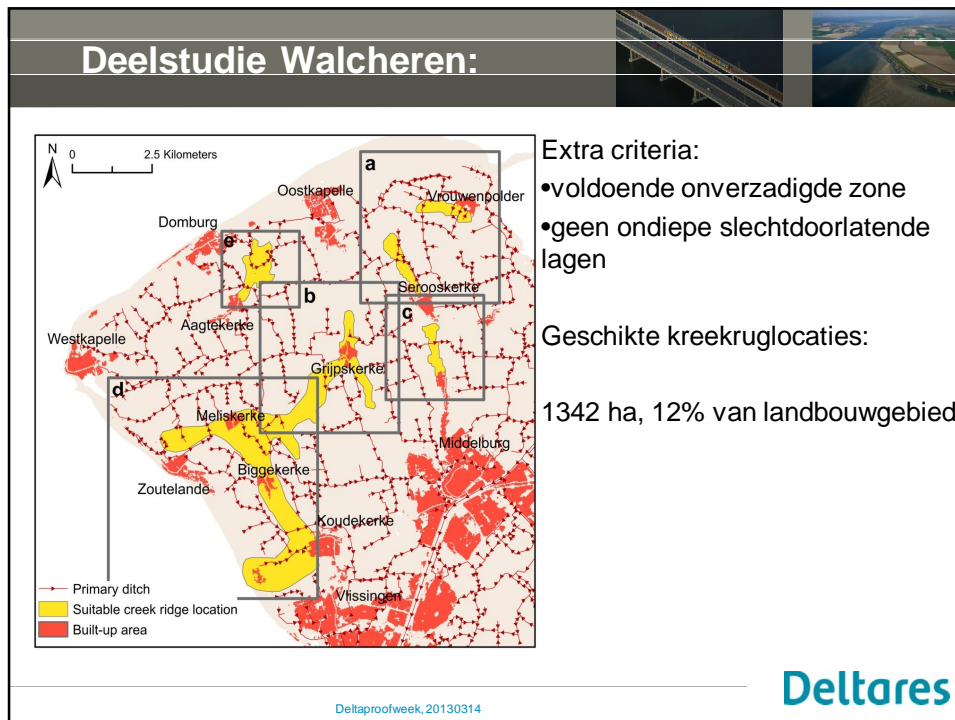 Deelstudie Walcheren:
N
0 2.5 Kilometers
a
Oostkapelle
Vrouwenpolder
Domburg
e
Serooskerke
b
c
Aagtekerke
Westkapelle
Grijpskerke
d
Meliskerke
Middelburg
Biggekerke
Zoutelande
Koudekerke
Vlissingen
Primary ditch
Suitable creek ridge location
Built-up area
Extra criteria:
•voldoende onverzadigde zone
•geen ondiepe slechtdoorlatende
lagen
Geschikte kreekruglocaties:
1342 ha, 12% van landbouwgebied
Deltaproofweek, 20130314
Deltares